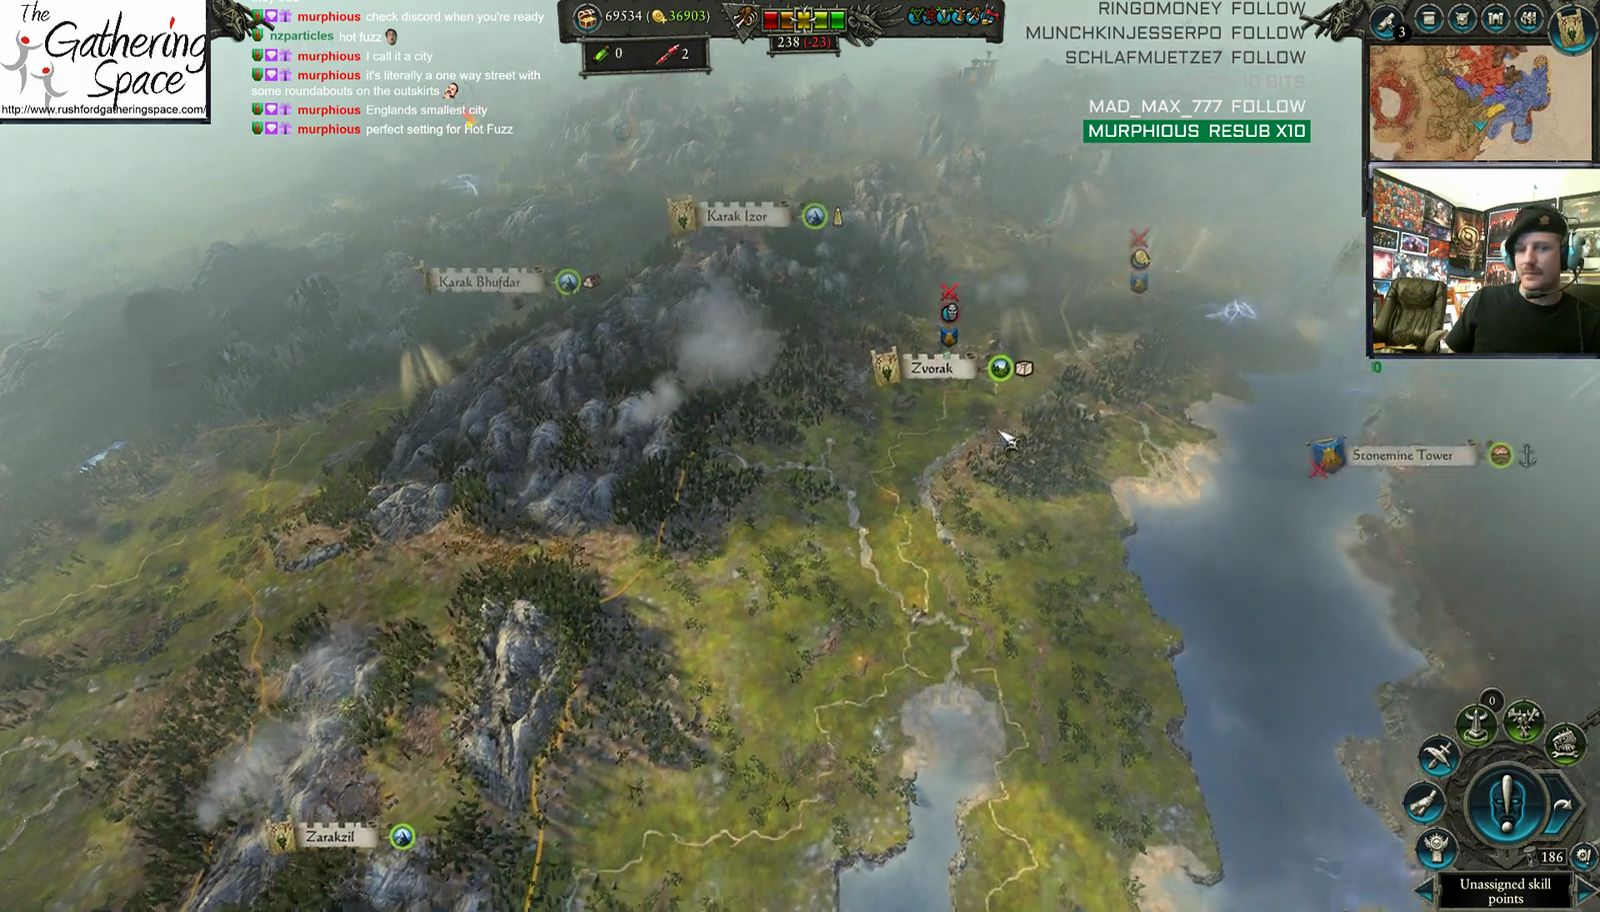 The
Gathering
Space
http://www.rushfordgatheringspace.com/
murphious check discord when you're ready
nzparticles hot fuzz
murphious I call it a city
murphious it's literally a one way street with
some roundabouts on the outskirts
murphious Englands smallest city
murphious perfect setting for Hot Fuzz
69534 (36903)
238 (-23)
0
2
RINGOMONEY FOLLOW
MUNCHKINJESSERPO FOLLOW
SCHLAFMUETZE7 FOLLOW
10 BITS
MAD_MAX_777 FOLLOW
MURPHIOUS RESUB X10
3
Karak Izor
Karak Bhufdar
Zvorak
Stonemine Tower
Zarakzil
0
186
Unassigned skill
points